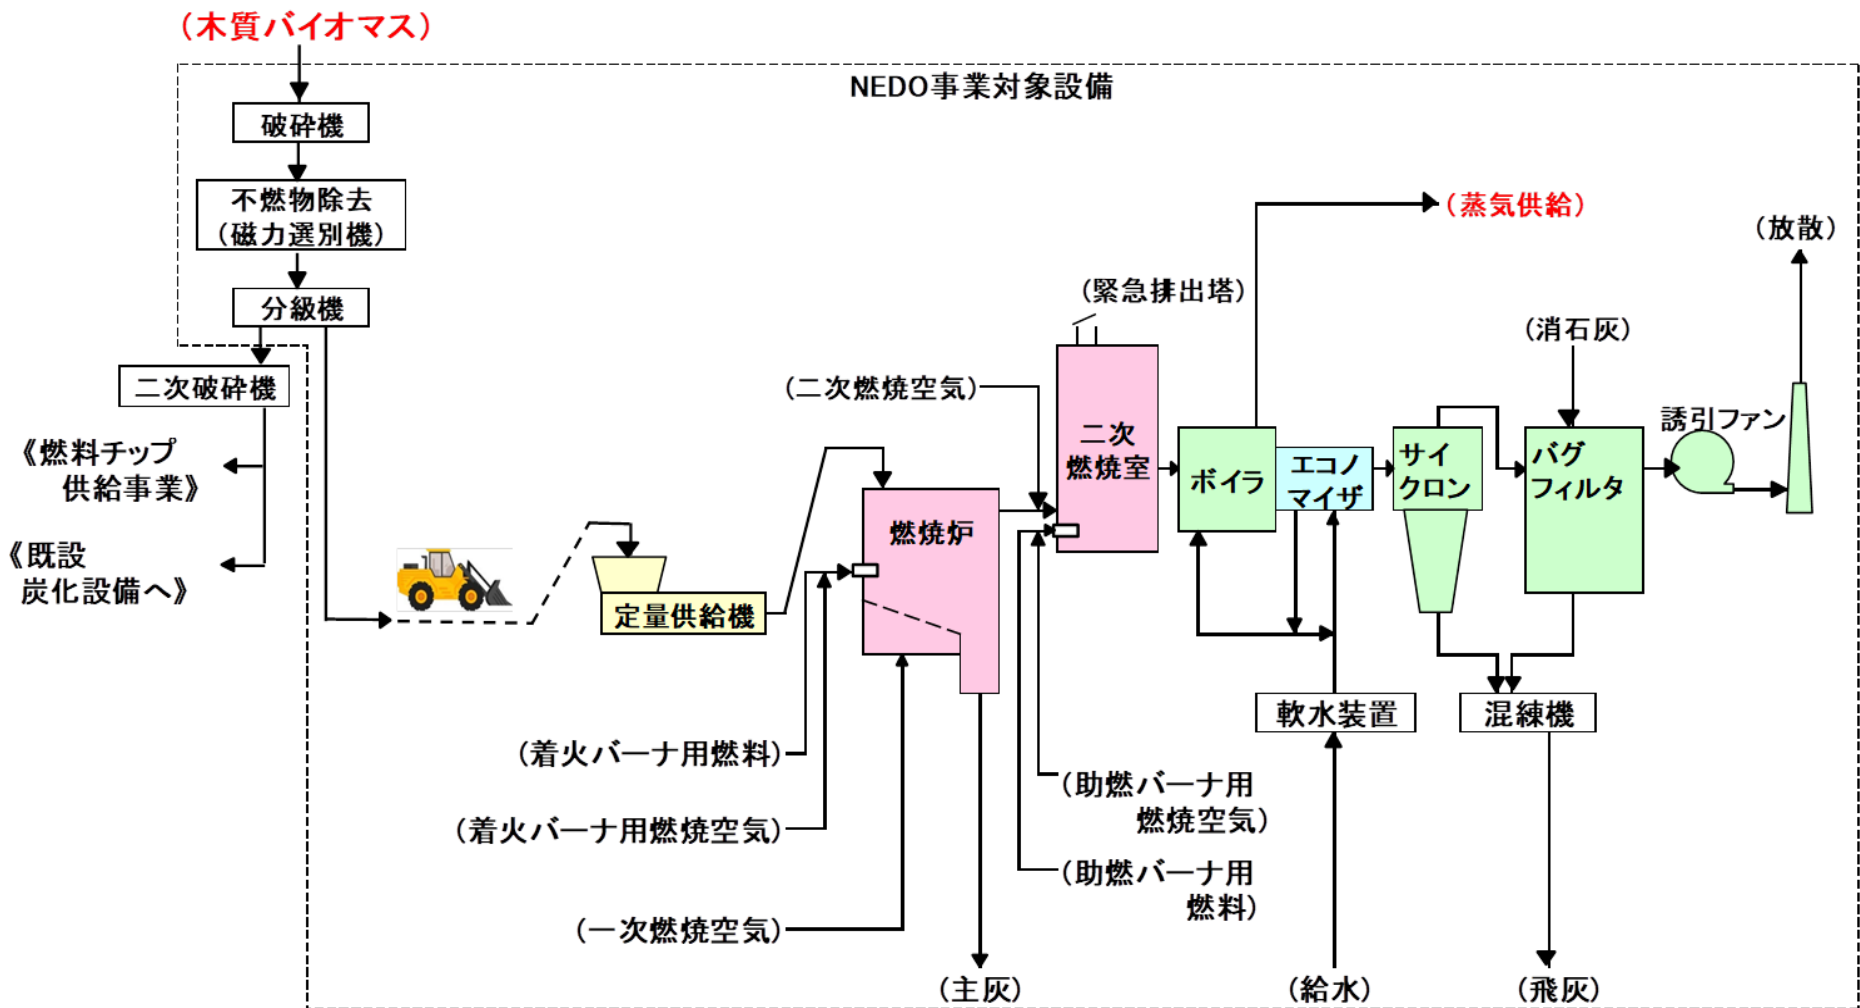 （木質バイオマス）
NEDO事業対象設備
破砕機
不燃物除去
（磁力選別機）
分級機
二次破砕機
《燃料チップ
供給事業》
《既設
炭化設備へ》
定量供給機
燃焼炉
（着火バーナ用燃料）
（着火バーナ用燃焼空気）
（一次燃焼空気）
（主灰）
（二次燃焼空気）
（緊急排出塔）
二次
燃焼室
（助燃バーナ用
燃焼空気）
（助燃バーナ用
燃料）
ボイラ
エコノ
マイザ
（蒸気供給）
軟水装置
（給水）
サイ
クロン
（消石灰）
バグ
フィルタ
混練機
（飛灰）
誘引ファン
（放散）